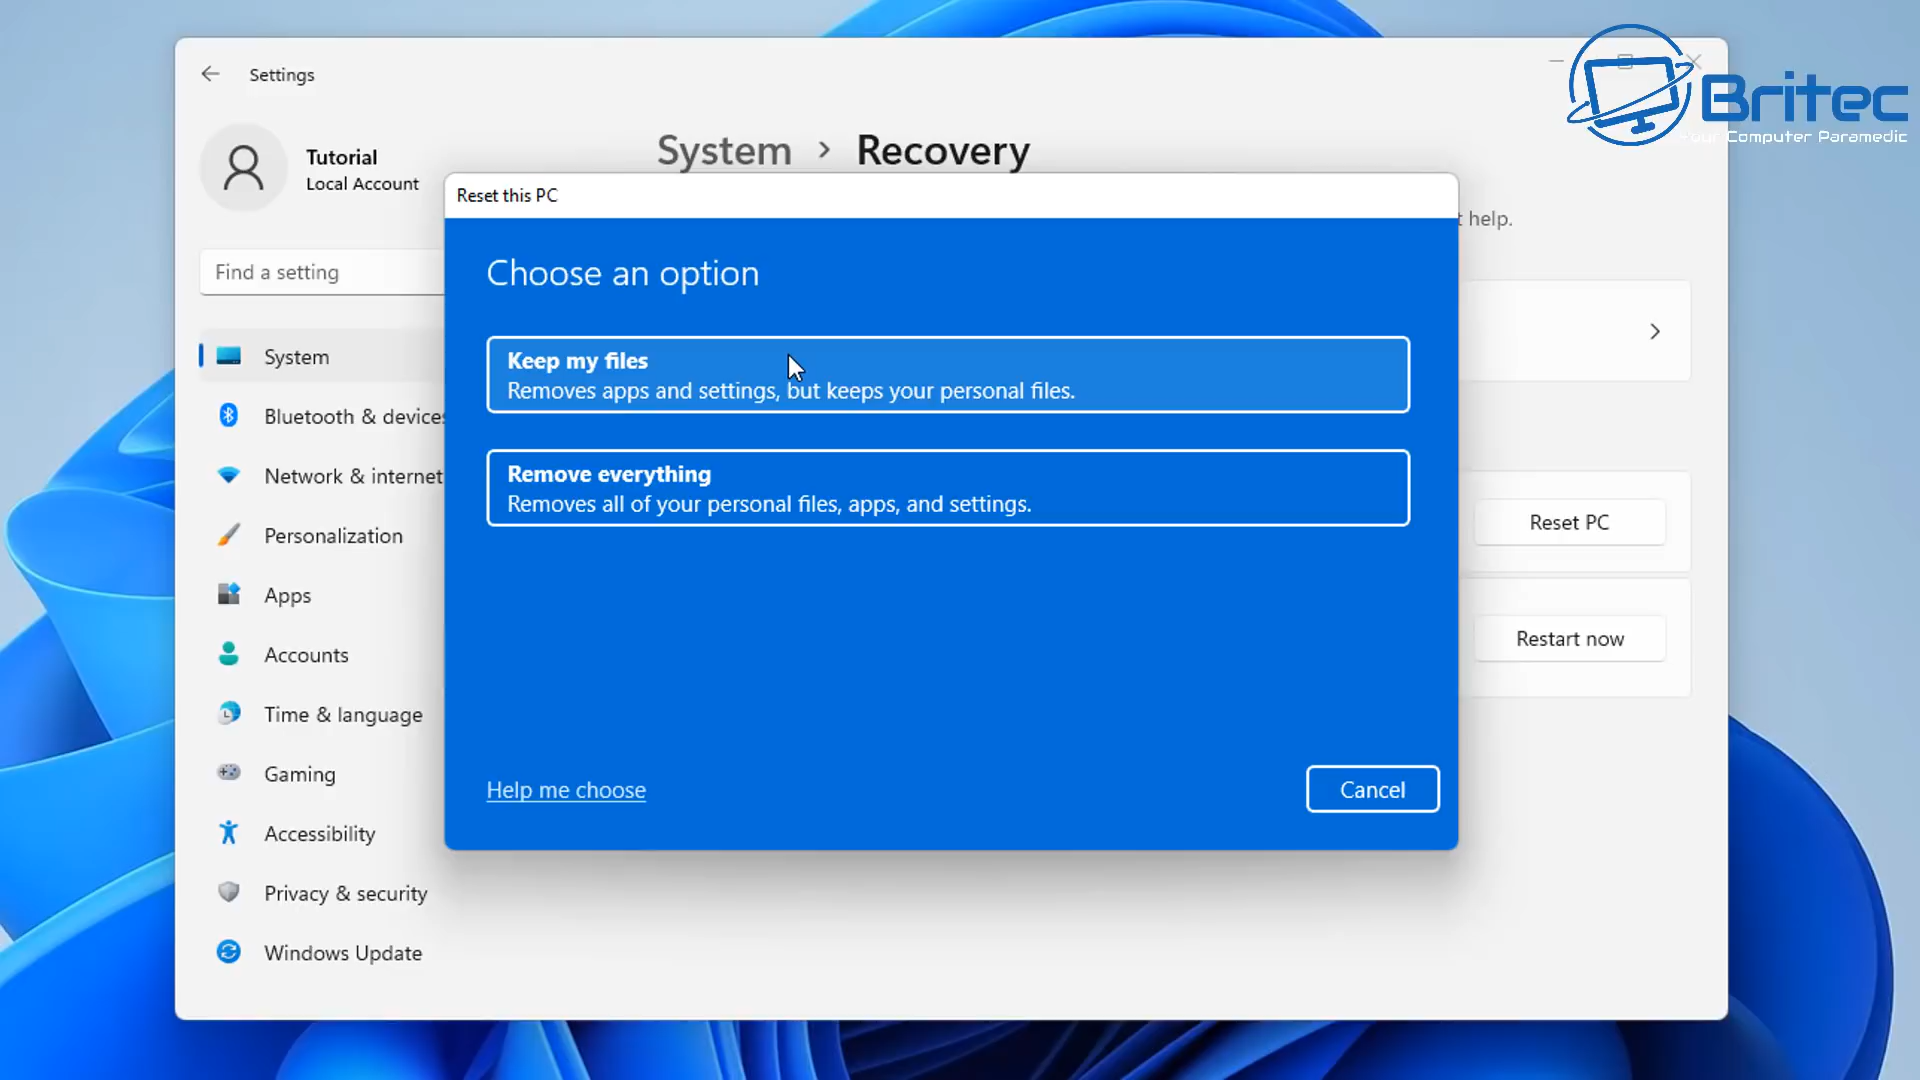 Settings
Britec
Your Computer Paramedic
Tutorial
Local Account
System > Recovery
Reset this PC
t help.
Find a setting
Choose an option
Keep my files
Removes apps and settings, but keeps your personal files.
Remove everything
Removes all of your personal files, apps, and settings.
System
Bluetooth & devices
Network & internet
Personalization
Apps
Accounts
Time & language
Gaming
Accessibility
Privacy & security
Windows Update
Reset PC
Restart now
Help me choose
Cancel